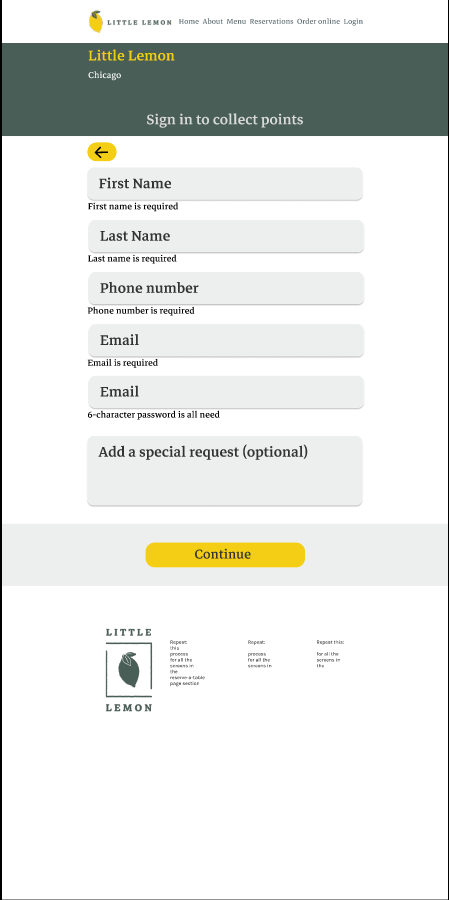 LITTLE LEMON Home About Menu Reservations Order online Login
Little Lemon
Chicago
Sign in to collect points
First Name
First name is required
Last Name
Last name is required
Phone number
Phone number is required
Email
Email is required
Email
6-character password is all need
Add a special request (optional)
Continue
LITTLE
LEMON
Repeat:
this
process
for all the
screens in
the
reserve-a-table
page section
Repeat:
process
for all the
screens in
Repeat this:
for all the
screens in
the